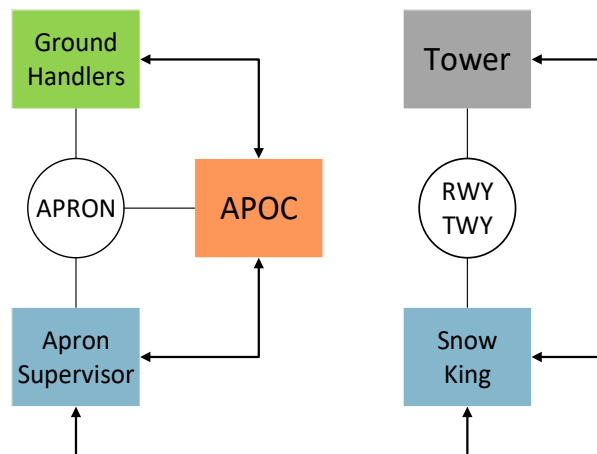 Ground
Handlers
Tower
APRON
APOC
RWY
TWY
Apron
Supervisor
Snow
King